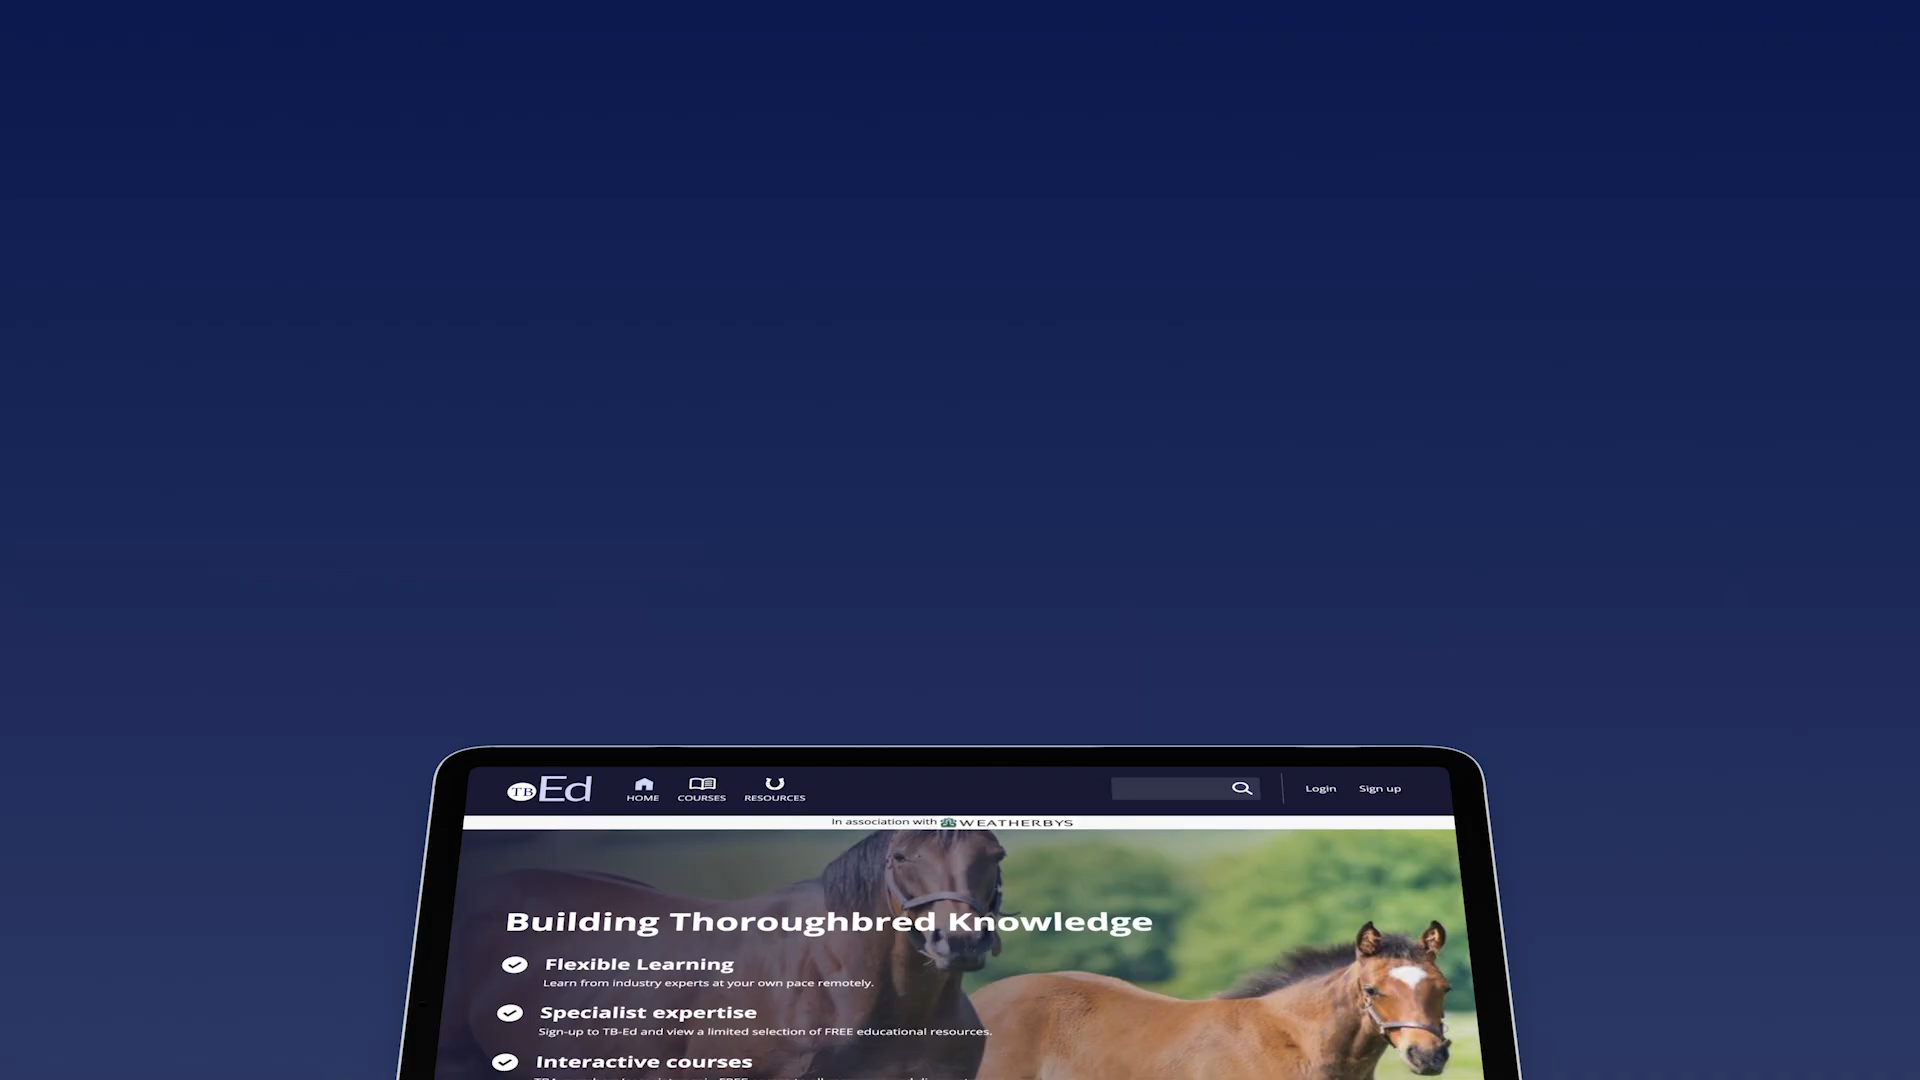 TB Ed
HOME COURSES RESOURCES
Login Sign up
In association with WEATHERBYS
Building Thoroughbred Knowledge
Flexible Learning
Learn from industry experts at your own pace remotely.
Specialist expertise
Sign-up to TB-Ed and view a limited selection of FREE educational resources.
Interactive courses